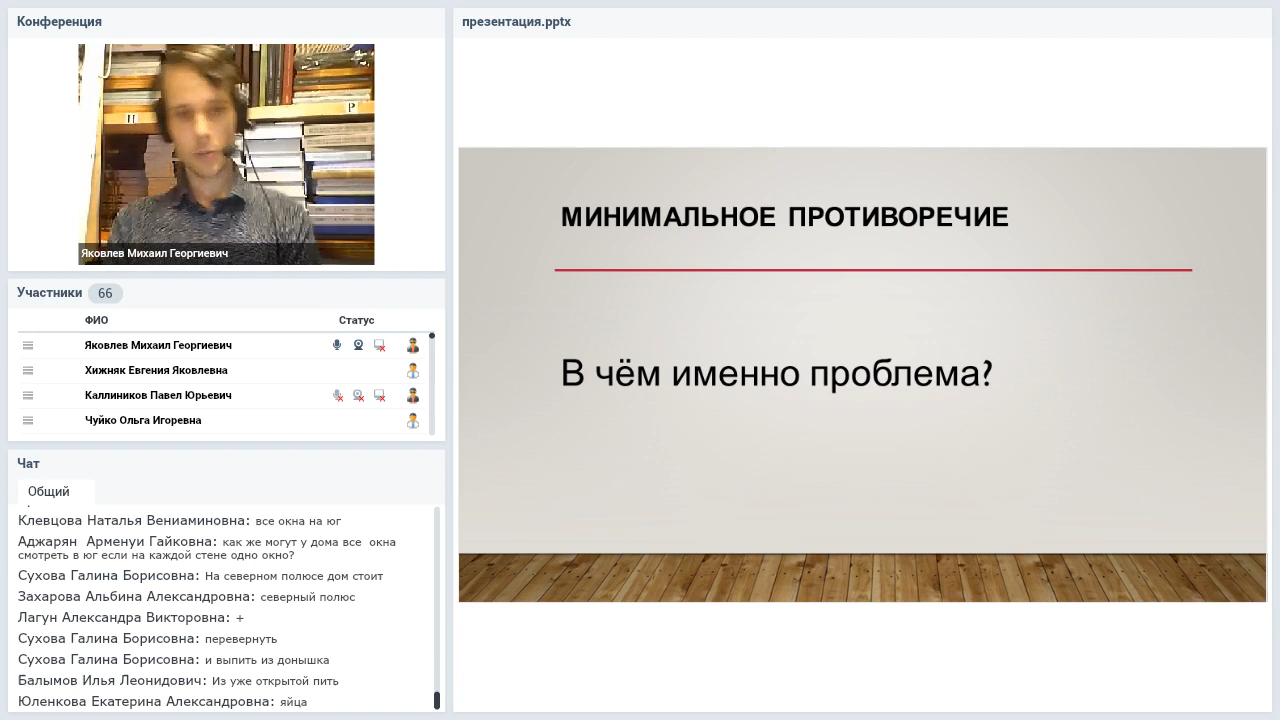 Конференция
П
Р
Яковлев Михаил Георгиевич
Участники 66
ФИО Статус
Яковлев Михаил Георгиевич
Хижняк Евгения Яковлевна
Каллиников Павел Юрьевич
Чуйко Ольга Игоревна
Чат
Общий
Клевцова Наталья Вениаминовна: все окна на юг
Аджарян Арменуи Гайковна: как же могут у дома все окна
смотреть в юг если на каждой стене одно окно?
Сухова Галина Борисовна: На северном полюсе дом стоит
Захарова Альбина Александровна: северный полюс
Лагун Александра Викторовна: +
Сухова Галина Борисовна: перевернуть
Сухова Галина Борисовна: и выпить из донышка
Балымов Илья Леонидович: Из уже открытой пить
Юленкова Екатерина Александровна: яйца
презентация.pptx
МИНИМАЛЬНОЕ ПРОТИВОРЕЧИЕ
В чём именно проблема?